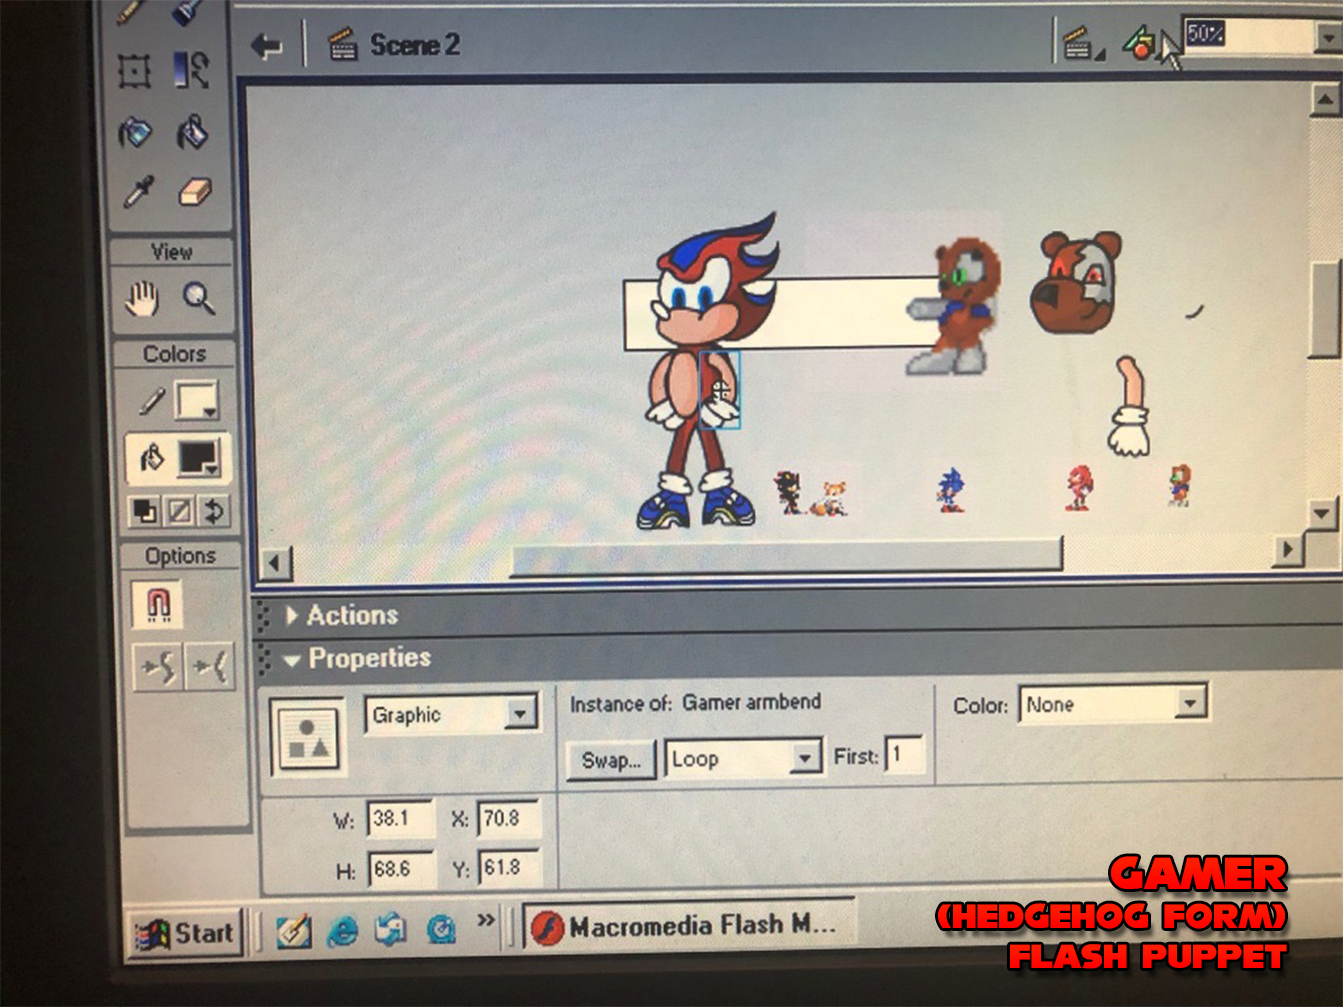 Scene 2
50%
View
Colors
Options
Actions
Properties
Graphic
Instance of: Gamer armbend
Color: None
Swap...
Loop
First: 1
W: 38.1
X: 70.8
H: 68.6
Y: 61.8
Start
»
Macromedia Flash M...
GAMER
(HEDGEHOG FORM)
FLASH PUPPET